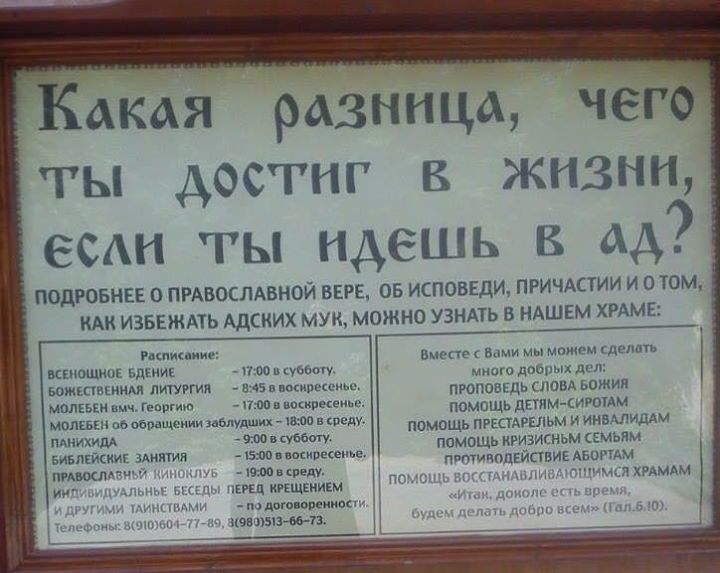 Какая разница, чего
ты достиг в жизни,
если ты идешь в ад?
ПОДРОБНЕЕ О ПРАВОСЛАВНОЙ ВЕРЕ, ОБ ИСПОВЕДИ, ПРИЧАСТИИ И О ТОМ,
КАК ИЗБЕЖАТЬ АДСКИХ МУК, МОЖНО УЗНАТЬ В НАШЕМ ХРАМЕ:
Расписание:
ВСЕНОЩНОЕ БДЕНИЕ – 17:00 в субботу.
БОЖЕСТВЕННАЯ ЛИТУРГИЯ – 8:45 в воскресенье.
МОЛЕБЕН вмч. Георгию – 17:00 в воскресенье.
МОЛЕБЕН об обращении заблудших – 18:00 в среду.
ПАНИХИДА – 9:00 в субботу.
БИБЛЕЙСКИЕ ЗАНЯТИЯ – 15:00 в воскресенье.
ПРАВОСЛАВНЫЙ КИНОКЛУБ – 19:00 в среду.
ИНДИВИДУАЛЬНЫЕ БЕСЕДЫ ПЕРЕД КРЕЩЕНИЕМ
И ДРУГИМИ ТАИНСТВАМИ – по договоренности.
Телефоны: 8(910)604–77–89, 8(980)513–66–73.
Вместе с Вами мы можем сделать
много добрых дел:
ПРОПОВЕДЬ СЛОВА БОЖИЯ
ПОМОЩЬ ДЕТЯМ–СИРОТАМ
ПОМОЩЬ ПРЕСТАРЕЛЫМ И ИНВАЛИДАМ
ПОМОЩЬ КРИЗИСНЫМ СЕМЬЯМ
ПРОТИВОДЕЙСТВИЕ АБОРТАМ
ПОМОЩЬ ВОССТАНАВЛИВАЮЩИМСЯ ХРАМАМ
«Итак, доколе есть время,
будем делать добро всем» (Гал.6.10).